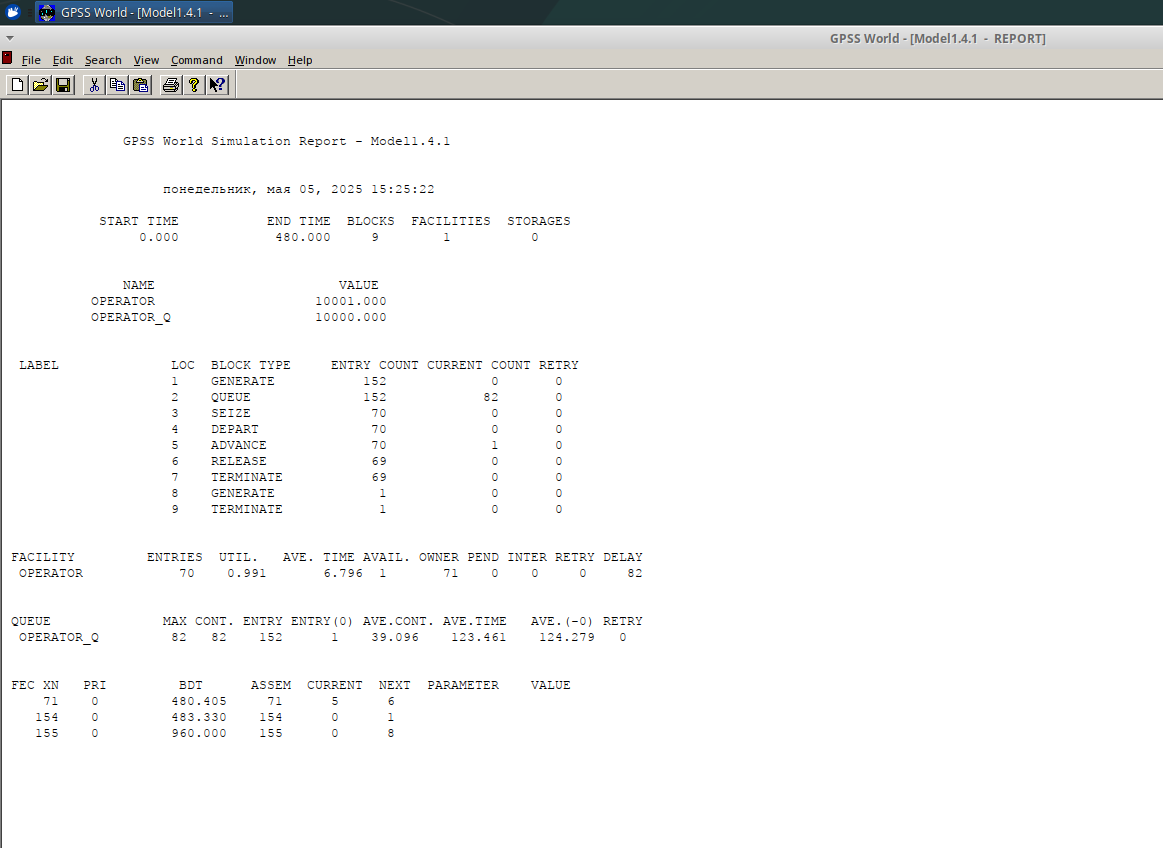 GPSS World - [Model1.4.1 - ...
GPSS World - [Model1.4.1 - REPORT]
File Edit Search View Command Window Help
GPSS World Simulation Report - Model1.4.1
понедельник, мая 05, 2025 15:25:22
START TIME END TIME BLOCKS FACILITIES STORAGES
0.000 480.000 9 1 0
NAME VALUE
OPERATOR 10001.000
OPERATOR_Q 10000.000
LABEL LOC BLOCK TYPE ENTRY COUNT CURRENT COUNT RETRY
1 GENERATE 152 0 0
2 QUEUE 152 82 0
3 SEIZE 70 0 0
4 DEPART 70 0 0
5 ADVANCE 70 1 0
6 RELEASE 69 0 0
7 TERMINATE 69 0 0
8 GENERATE 1 0 0
9 TERMINATE 1 0 0
FACILITY ENTRIES UTIL. AVE. TIME AVAIL. OWNER PEND INTER RETRY DELAY
OPERATOR 70 0.991 6.796 1 71 0 0 0 82
QUEUE MAX CONT. ENTRY ENTRY(0) AVE.CONT. AVE.TIME AVE.(-0) RETRY
OPERATOR_Q 82 82 152 1 39.096 123.461 124.279 0
FEC XN PRI BDT ASSEM CURRENT NEXT PARAMETER VALUE
71 0 480.405 71 5 6
154 0 483.330 154 0 1
155 0 960.000 155 0 8